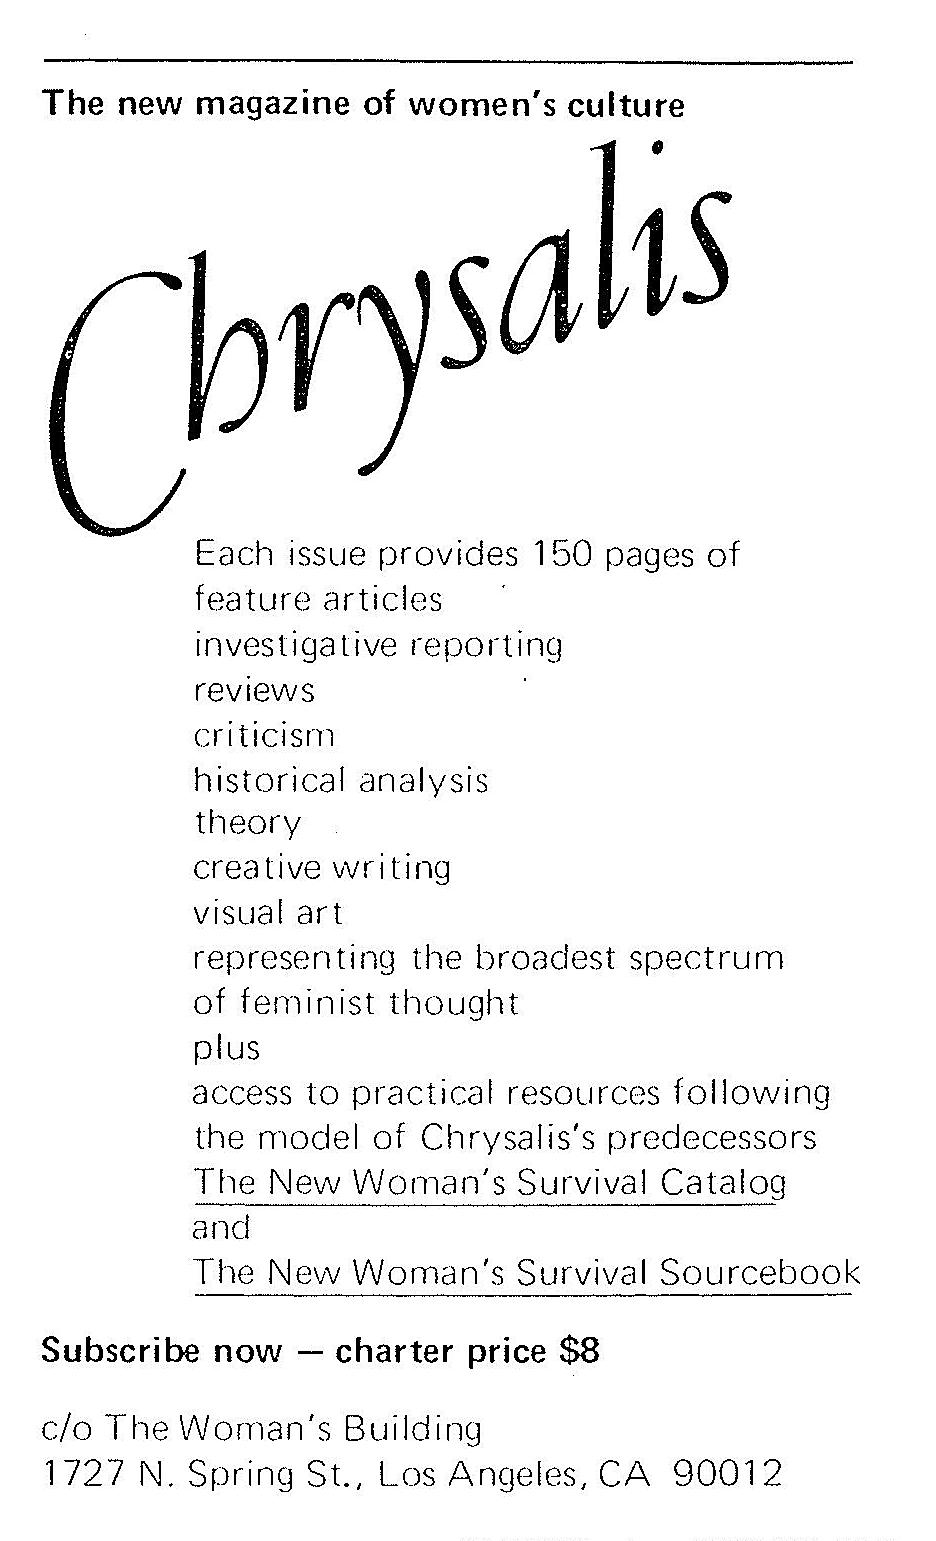 The new magazine of women's culture
Chrysalis
Each issue provides 150 pages of
feature articles
investigative reporting
reviews
criticism
historical analysis
theory
creative writing
visual art
representing the broadest spectrum
of feminist thought
plus
access to practical resources following
the model of Chrysalis's predecessors
The New Woman's Survival Catalog
and
The New Woman's Survival Sourcebook
Subscribe now — charter price $8
c/o The Woman's Building
1727 N. Spring St., Los Angeles, CA 90012